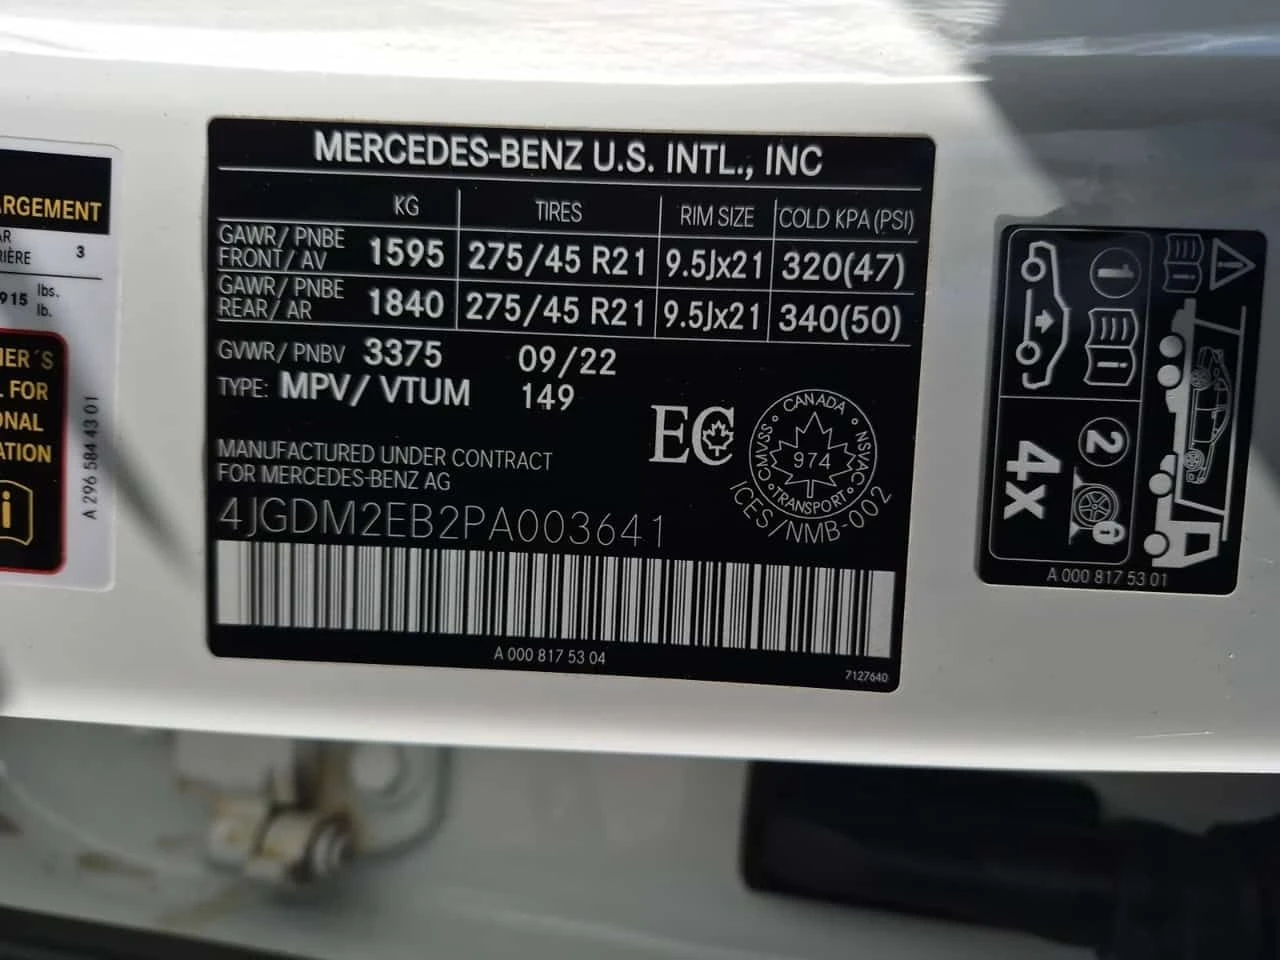 ARGEMENT
AR
RIÈRE 3
915 lbs.
lb.
NER´S
L FOR
ONAL
ATION
i
A 296 584 43 01
MERCEDES-BENZ U.S. INTL., INC
KG TIRES RIM SIZE COLD KPA (PSI)
GAWR/ PNBE
FRONT/ AV 1595 275/45 R21 9.5Jx21 320(47)
GAWR/ PNBE
REAR/ AR 1840 275/45 R21 9.5Jx21 340(50)
GVWR/ PNBV 3375 09/22
TYPE: MPV/ VTUM 149
MANUFACTURED UNDER CONTRACT
FOR MERCEDES-BENZ AG
4JGDM2EB2PA003641
EC
CANADA
CMVSS NSVAC
974
TRANSPORT
ICES/NMB-002
A 000 817 53 04
7127640
1
i
2
4x
A 000 817 53 01